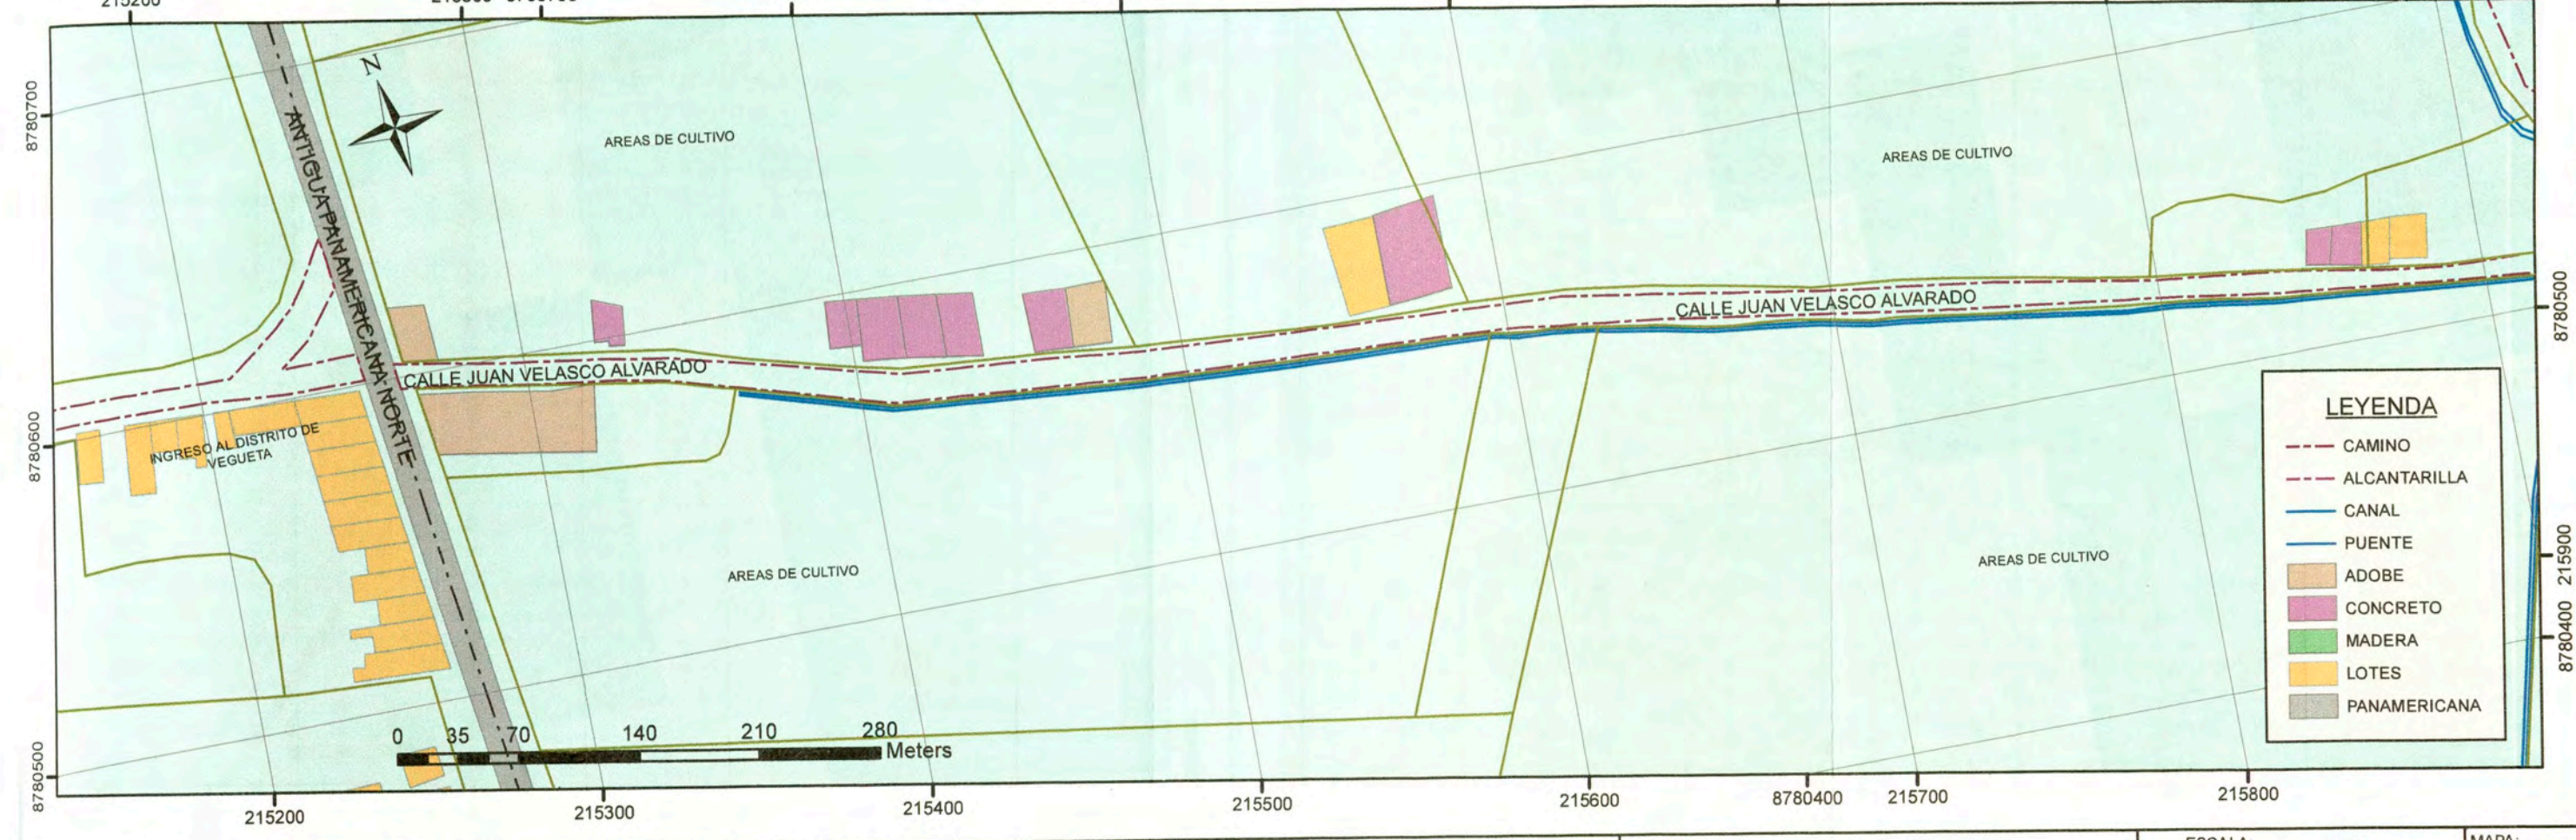 215200
8780700
N
ANTIGUA PANAMERICANA NORTE
AREAS DE CULTIVO
AREAS DE CULTIVO
CALLE JUAN VELASCO ALVARADO
CALLE JUAN VELASCO ALVARADO
8780500
8780600
INGRESO AL DISTRITO DE
VEGUETA
AREAS DE CULTIVO
AREAS DE CULTIVO
LEYENDA
CAMINO
ALCANTARILLA
CANAL
PUENTE
ADOBE
CONCRETO
MADERA
LOTES
PANAMERICANA
215900
8780400
8780500
0 35 70 140 210 280
Meters
215200 215300 215400 215500 215600 8780400 215700 215800